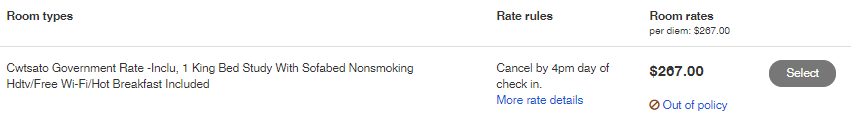 Room types
Rate rules
Room rates
per diem: $267.00
Cwtsato Government Rate -Inclu, 1 King Bed Study With Sofabed Nonsmoking
Hdtv/Free Wi-Fi/Hot Breakfast Included
Cancel by 4pm day of
check in.
More rate details
$267.00
Out of policy
Select